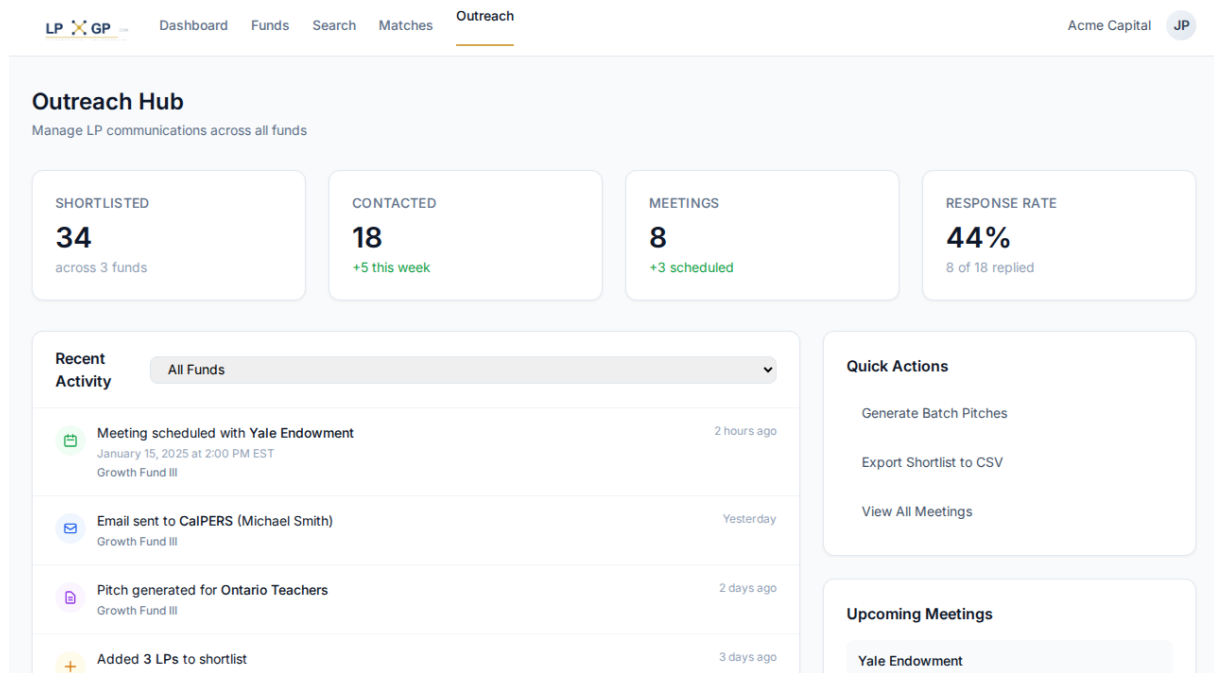 LP GP
Dashboard
Funds
Search
Matches
Outreach
Acme Capital
JP
Outreach Hub
Manage LP communications across all funds
SHORTLISTED
34
across 3 funds
CONTACTED
18
+5 this week
MEETINGS
8
+3 scheduled
RESPONSE RATE
44%
8 of 18 replied
Recent
Activity
All Funds
Meeting scheduled with Yale Endowment
2 hours ago
January 15, 2025 at 2:00 PM EST
Growth Fund III
Email sent to CalPERS (Michael Smith)
Yesterday
Growth Fund III
Pitch generated for Ontario Teachers
2 days ago
Growth Fund III
Added 3 LPs to shortlist
3 days ago
Quick Actions
Generate Batch Pitches
Export Shortlist to CSV
View All Meetings
Upcoming Meetings
Yale Endowment